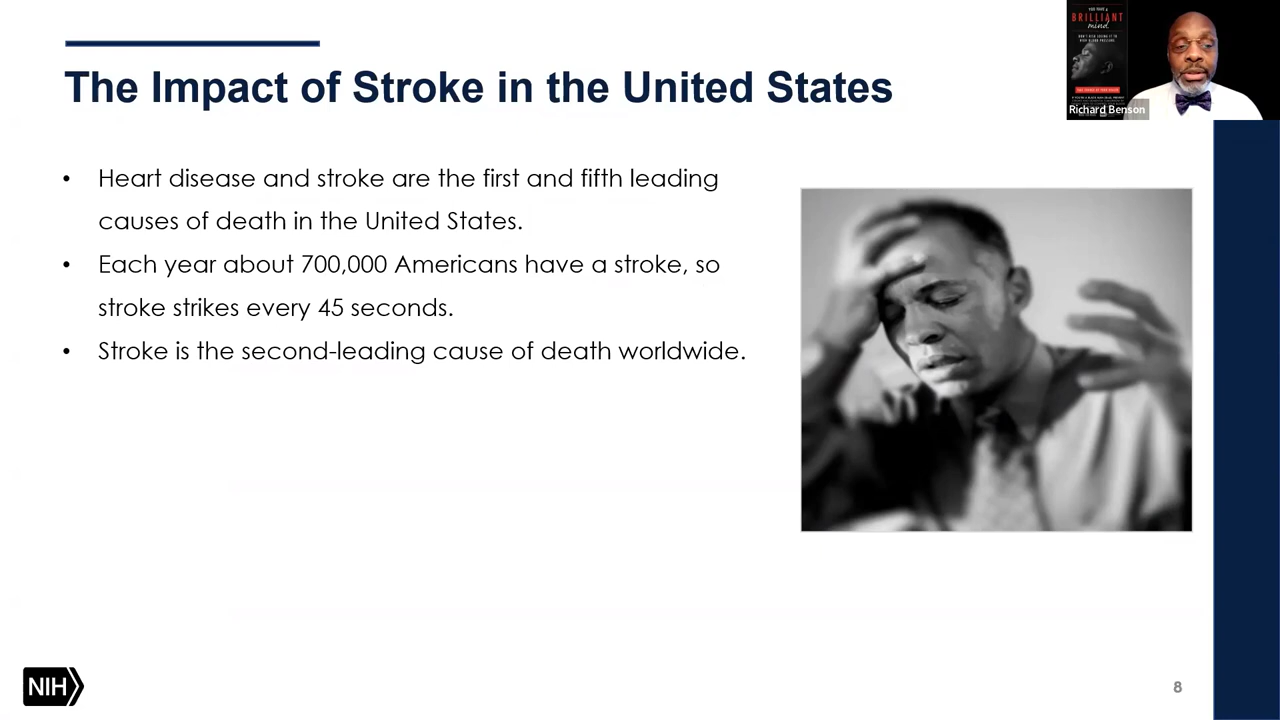 The Impact of Stroke in the United States
• Heart disease and stroke are the first and fifth leading
causes of death in the United States.
• Each year about 700,000 Americans have a stroke, so
stroke strikes every 45 seconds.
• Stroke is the second-leading cause of death worldwide.
YOU HAVE A
BRILLIANT
mind
Richard Benson
NIH
8